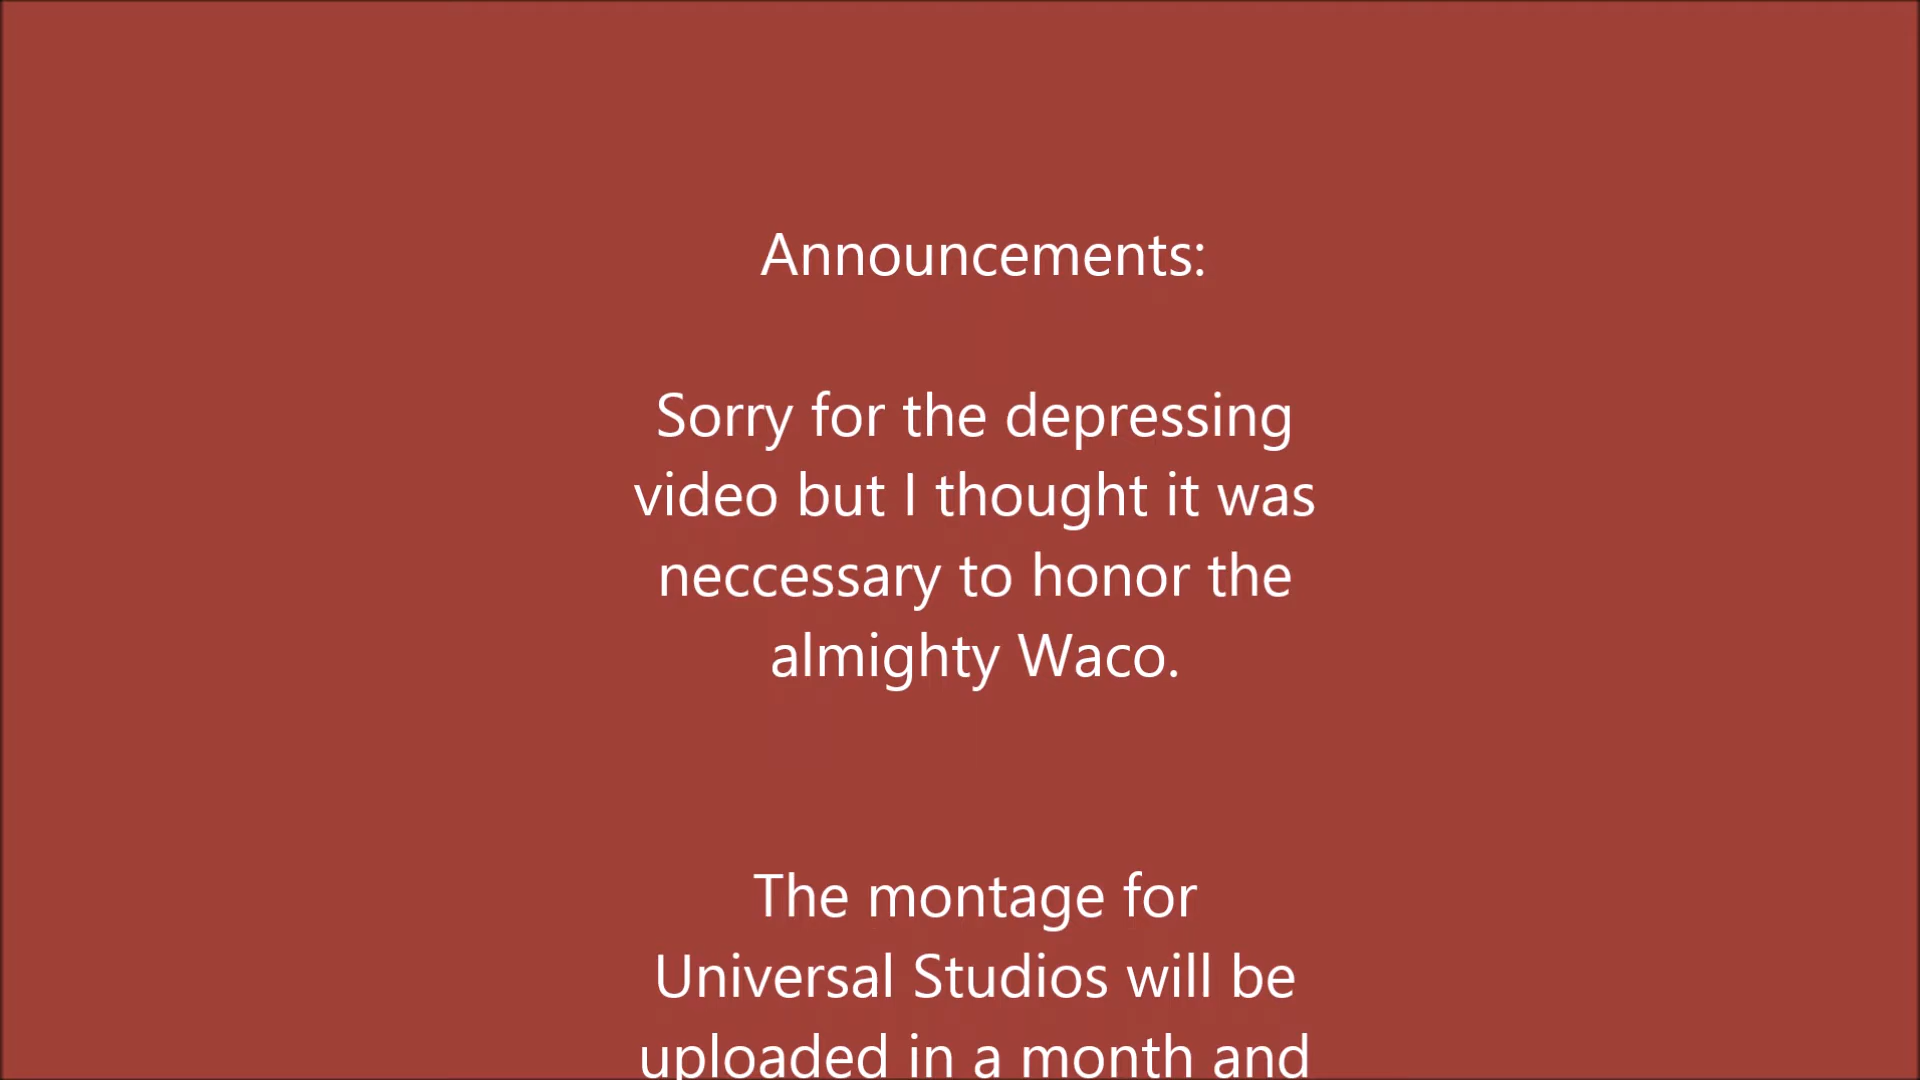 Announcements:
Sorry for the depressing
video but I thought it was
neccessary to honor the
almighty Waco.
The montage for
Universal Studios will be
uploaded in a month and